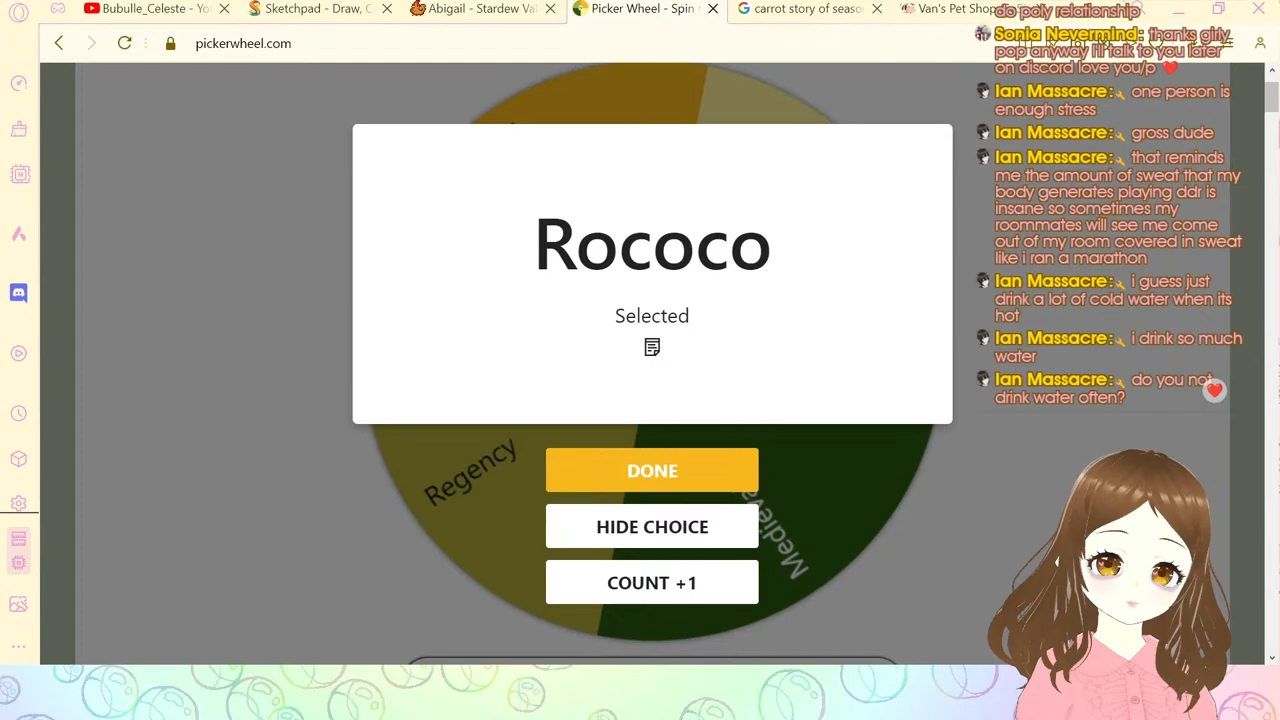 Bubulle_Celeste - Yo
Sketchpad - Draw, C
Abigail - Stardew Val
Picker Wheel - Spin
carrot story of seaso
Van's Pet Shop
pickerwheel.com
Rococo
Selected
DONE
HIDE CHOICE
COUNT +1
Regency
Medieva
do poly relationship
Sonia Nevermind: thanks girly
pop anyway I'll talk to you later
on discord love you/p ❤️
Ian Massacre: one person is
enough stress
Ian Massacre: gross dude
Ian Massacre: that reminds
me the amount of sweat that my
body generates playing ddr is
insane so sometimes my
roommates will see me come
out of my room covered in sweat
like i ran a marathon
Ian Massacre: i guess just
drink a lot of cold water when its
hot
Ian Massacre: i drink so much
water
Ian Massacre: do you not
drink water often?